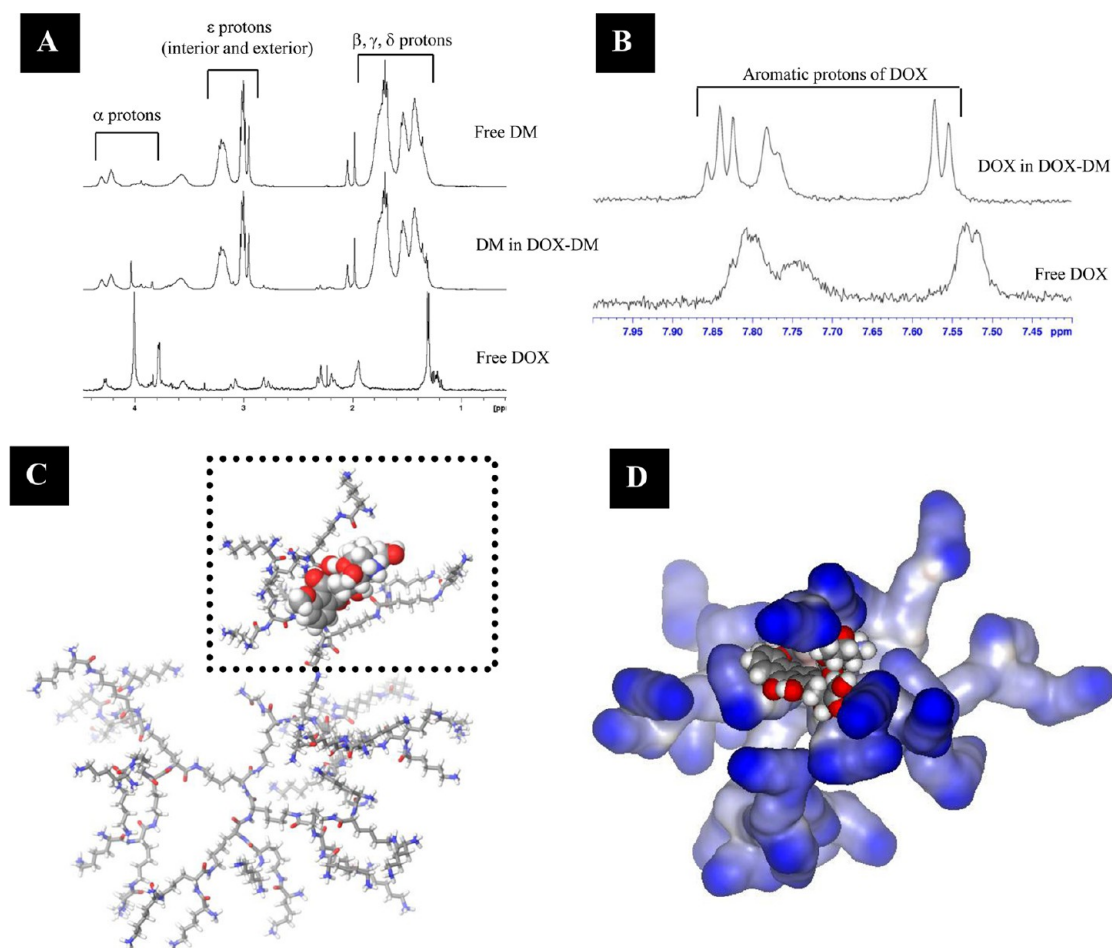 A
ε protons
(interior and exterior)
β, γ, δ protons
α protons
Free DM
DM in DOX-DM
Free DOX
4 3 2 1 [pp
B
Aromatic protons of DOX
DOX in DOX-DM
Free DOX
7.95 7.90 7.85 7.80 7.75 7.70 7.65 7.60 7.55 7.50 7.45 ppm
C
D